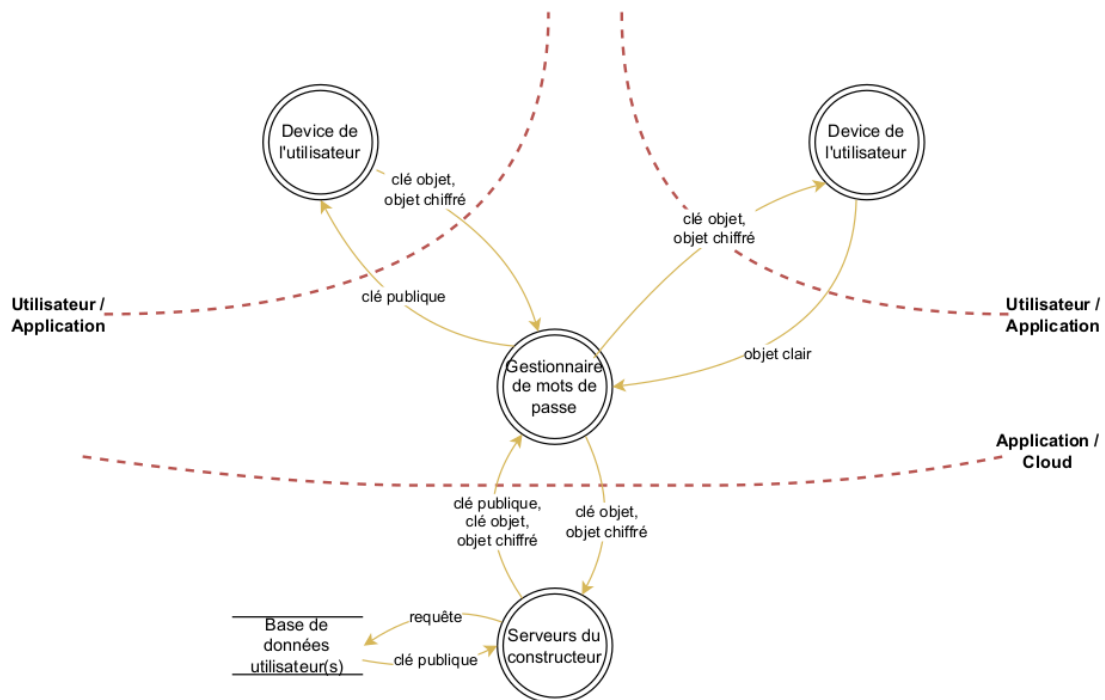 Device de
l'utilisateur
Device de
l'utilisateur
clé objet,
objet chiffré
clé objet,
objet chiffré
clé publique
Utilisateur /
Application
Utilisateur /
Application
objet clair
Gestionnaire
de mots de
passe
Application /
Cloud
clé publique,
clé objet,
objet chiffré
clé objet,
objet chiffré
requête
Base de
données
utilisateur(s)
clé publique
Serveurs du
constructeur